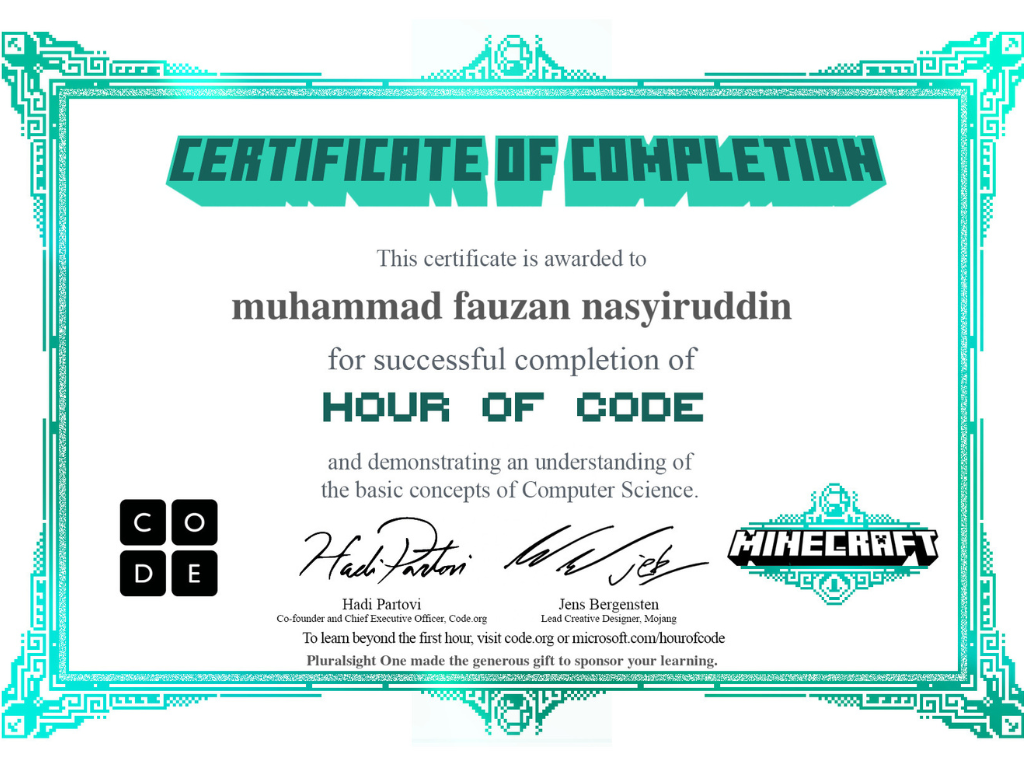 CERTIFICATE OF COMPLETION
This certificate is awarded to
muhammad fauzan nasyiruddin
for successful completion of
HOUR OF CODE
and demonstrating an understanding of
the basic concepts of Computer Science.
C O
D E
Hadi Partovi
jeb
MINECRAFT
Hadi Partovi
Co-founder and Chief Executive Officer, Code.org
Jens Bergensten
Lead Creative Designer, Mojang
To learn beyond the first hour, visit code.org or microsoft.com/hourofcode
Pluralsight One made the generous gift to sponsor your learning.